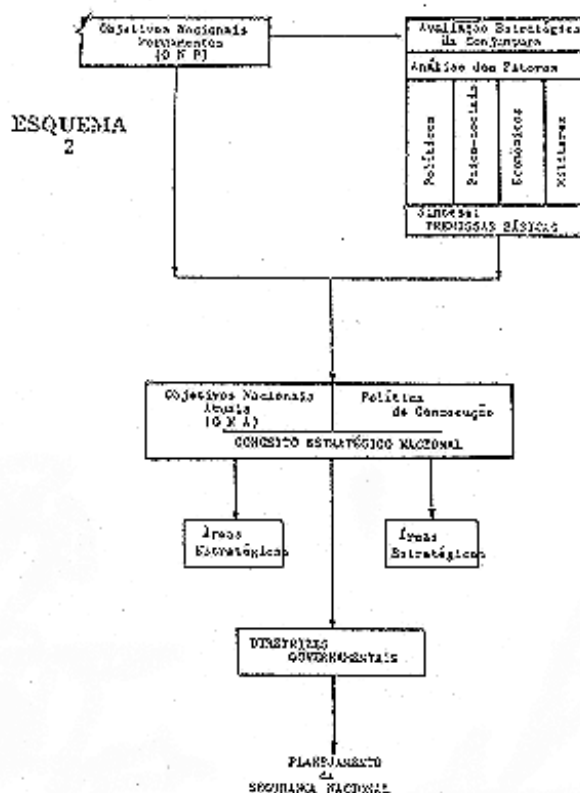 Objetivos Nacionais
Permanentes
(O N P)
Avaliação Estratégica
da Conjuntura
Análise dos Fatores
Políticos
Psico-sociais
Econômicos
Militares
Síntese:
PREMISSAS BÁSICAS
ESQUEMA
2
Objetivos Nacionais
Atuais
(O N A)
Política
de Consecução
CONCEITO ESTRATÉGICO NACIONAL
Áreas
Estratégicas
Áreas
Estratégicas
DIRETRIZES
GOVERNAMENTAIS
PLANEJAMENTO
da
SEGURANÇA NACIONAL